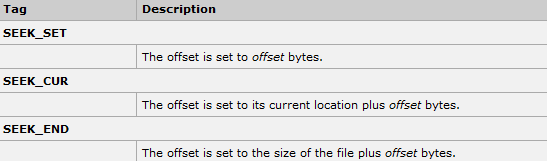 Tag Description
SEEK_SET
The offset is set to offset bytes.
SEEK_CUR
The offset is set to its current location plus offset bytes.
SEEK_END
The offset is set to the size of the file plus offset bytes.